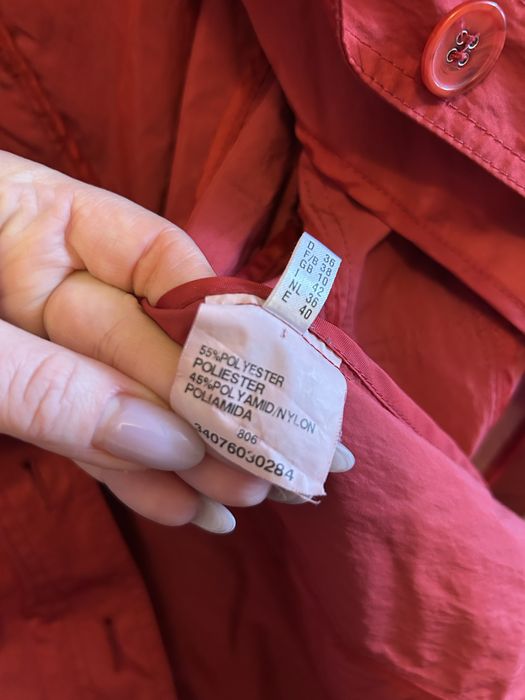 D 36
F/B 38
GB 10
I 42
NL 36
E 40
55%POLYESTER
POLIESTER
45%POLYAMID/NYLON
POLIAMIDA
806
34076030284